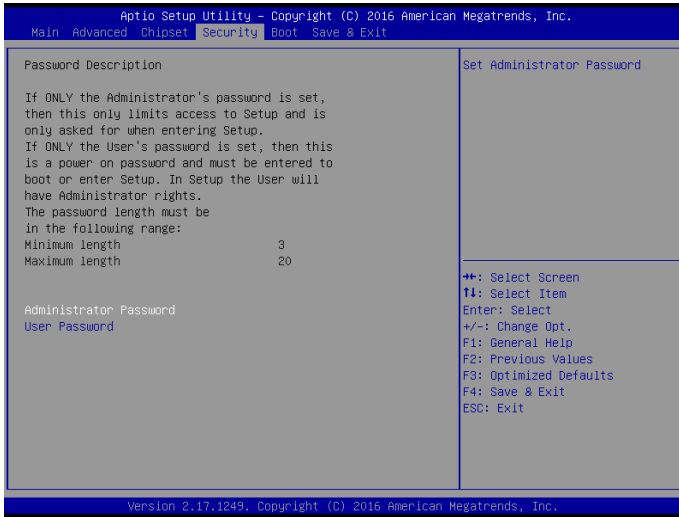 Aptio Setup Utility – Copyright (C) 2016 American Megatrends, Inc.
Main Advanced Chipset Security Boot Save & Exit
Password Description
If ONLY the Administrator's password is set,
then this only limits access to Setup and is
only asked for when entering Setup.
If ONLY the User's password is set, then this
is a power on password and must be entered to
boot or enter Setup. In Setup the User will
have Administrator rights.
The password length must be
in the following range:
Minimum length 3
Maximum length 20
Administrator Password
User Password
Set Administrator Password
→←: Select Screen
↑↓: Select Item
Enter: Select
+/-: Change Opt.
F1: General Help
F2: Previous Values
F3: Optimized Defaults
F4: Save & Exit
ESC: Exit
Version 2.17.1249. Copyright (C) 2016 American Megatrends, Inc.